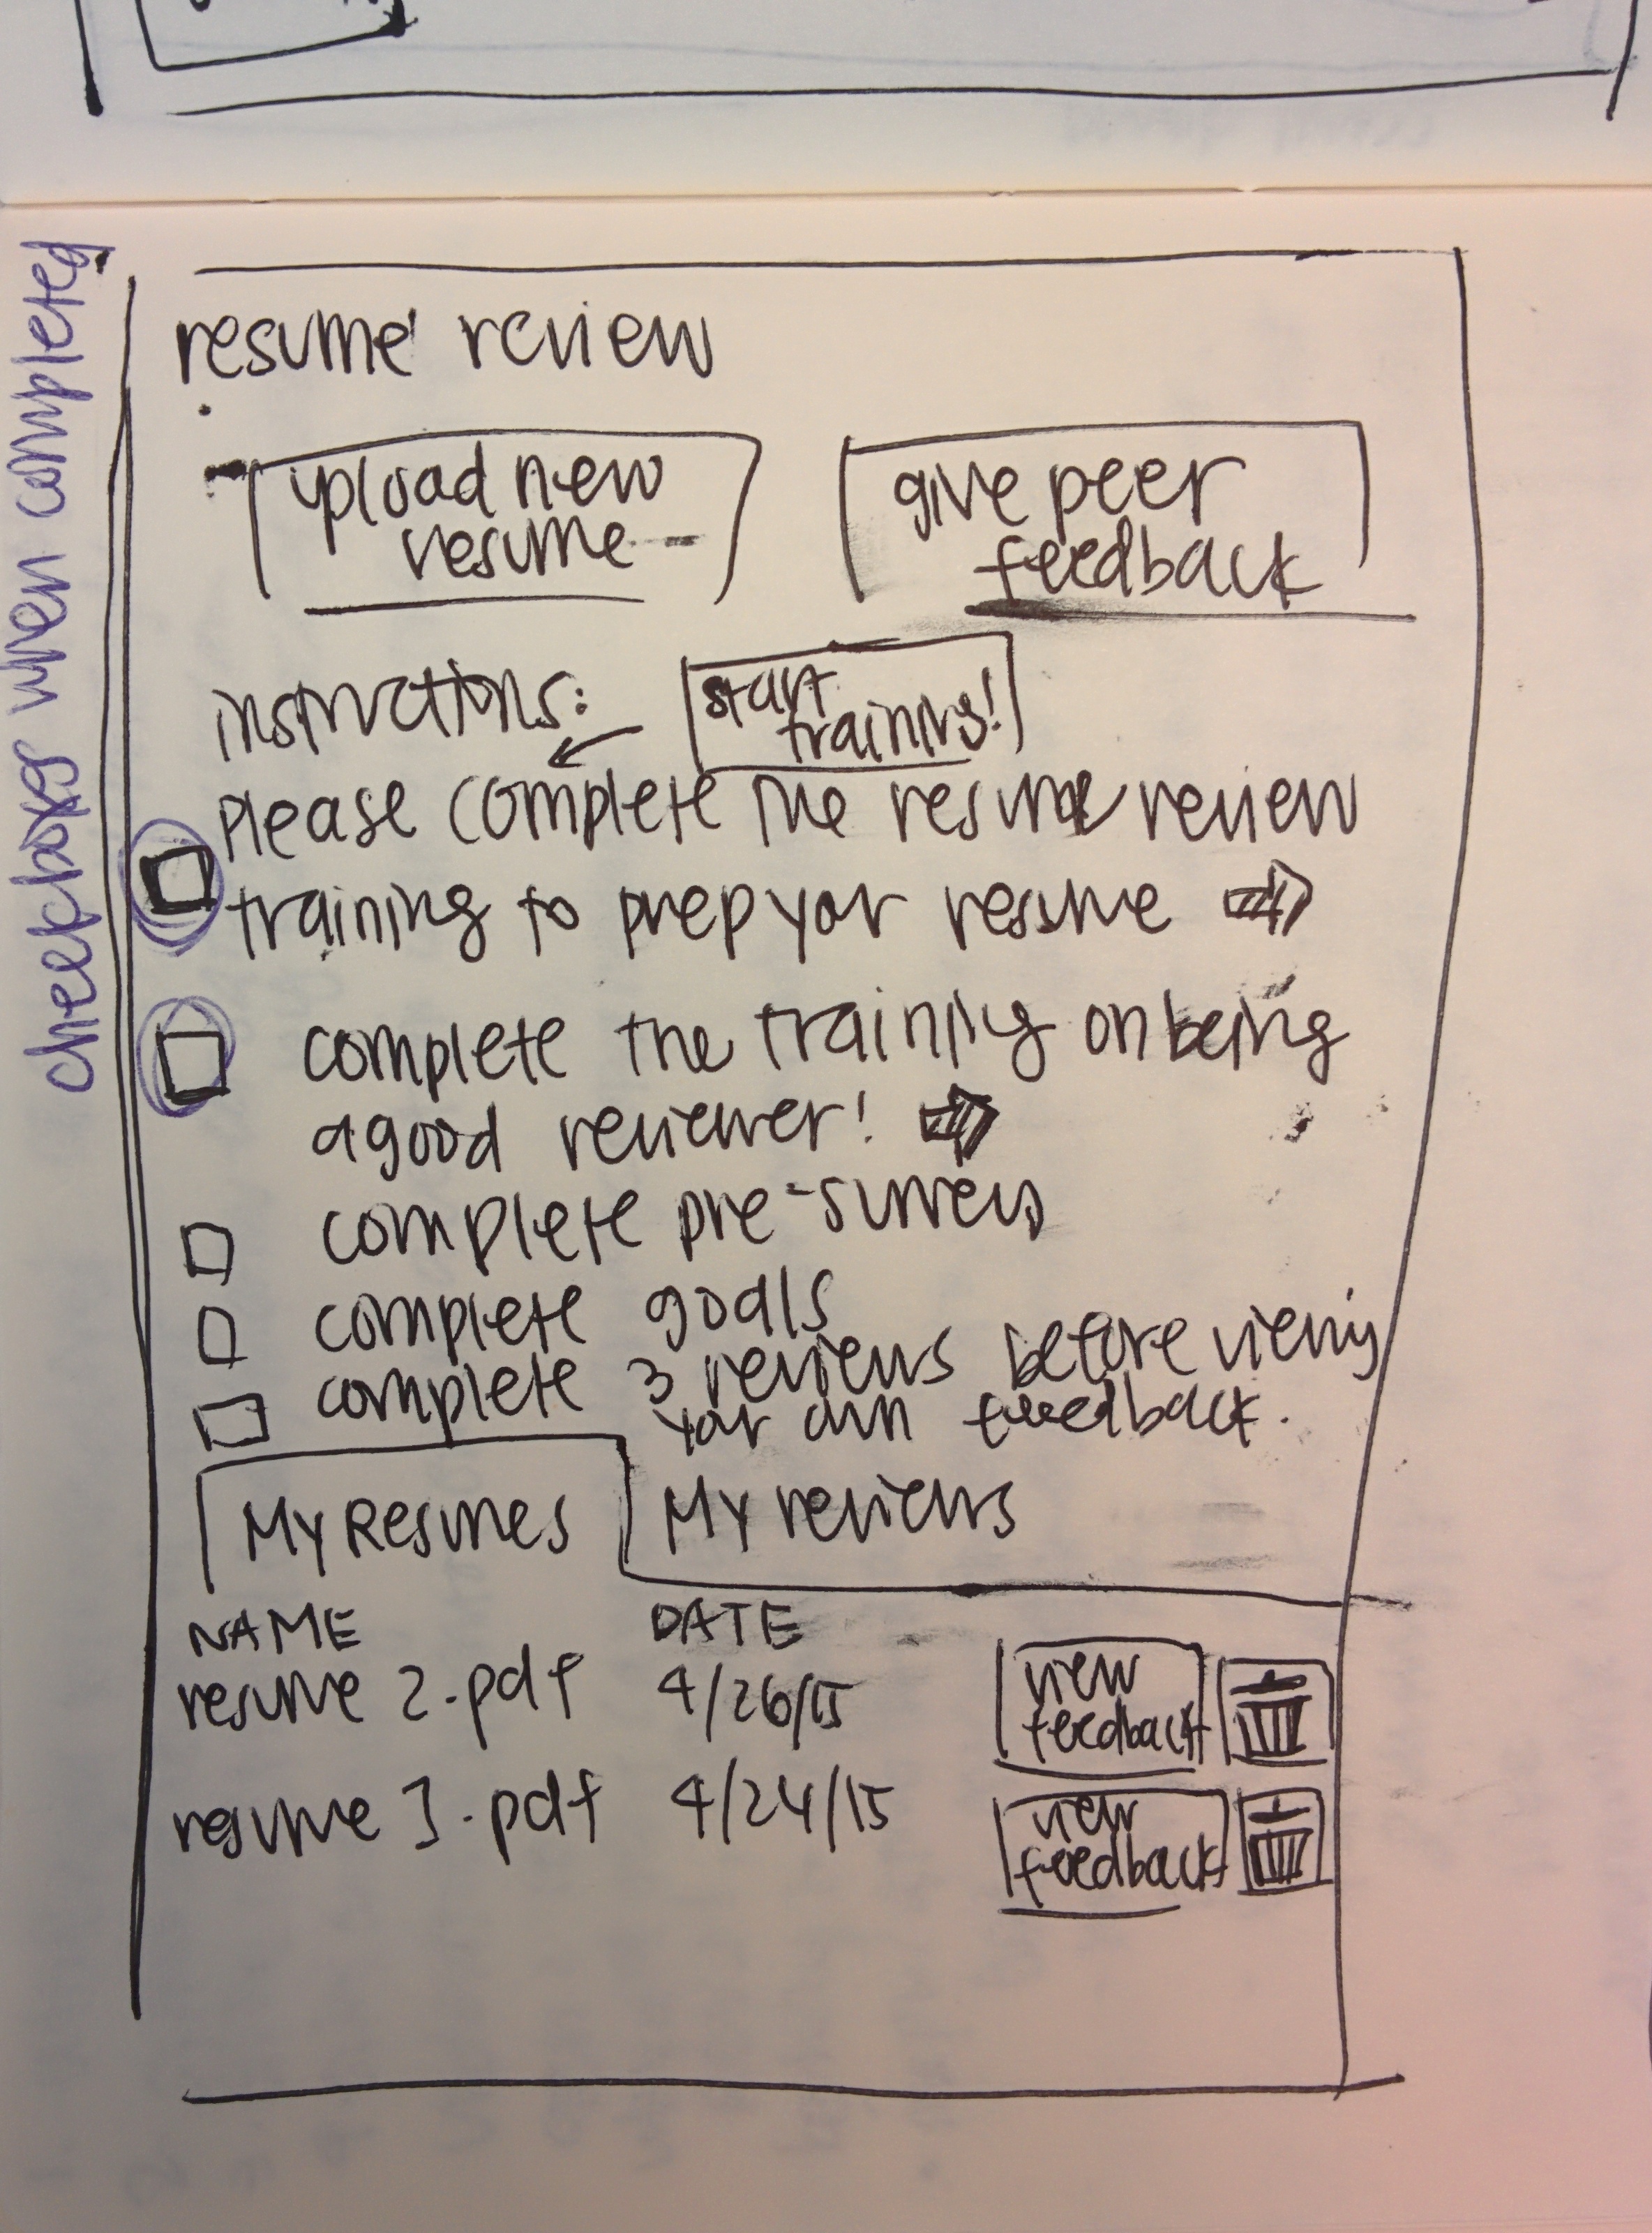 checkboxes when completed
resume review
upload new
resume
give peer
feedback
instructions:
start
training!
please complete the resume review
training to prep your resume
complete the training on being
a good reviewer!
complete pre-survey
complete goals
complete 3 reviews before viewing
your own feedback.
My Resumes
My reviews
NAME DATE
resume 2.pdf 4/26/15
view
feedback
resume 1.pdf 4/24/15
view
feedback